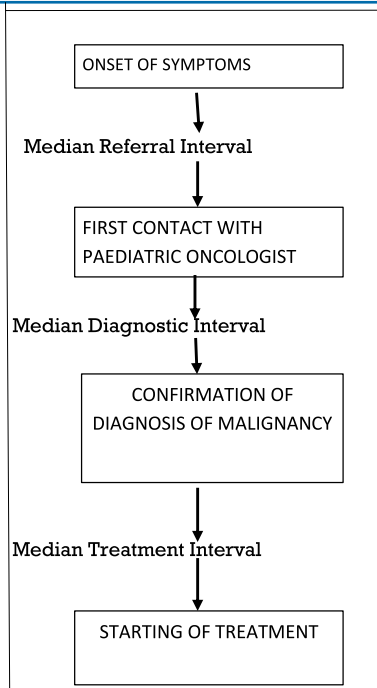 ONSET OF SYMPTOMS
Median Referral Interval
FIRST CONTACT WITH
PAEDIATRIC ONCOLOGIST
Median Diagnostic Interval
CONFIRMATION OF
DIAGNOSIS OF MALIGNANCY
Median Treatment Interval
STARTING OF TREATMENT